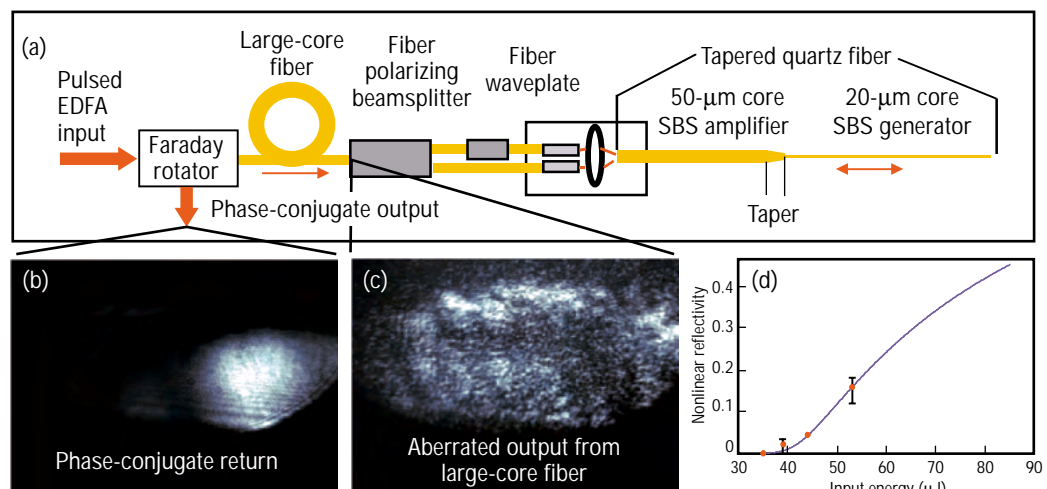 (a)
Pulsed
EDFA
input
Faraday
rotator
Large-core
fiber
Fiber
polarizing
beamsplitter
Fiber
waveplate
Tapered quartz fiber
50-µm core
SBS amplifier
20-µm core
SBS generator
Taper
Phase-conjugate output
(b)
Phase-conjugate return
(c)
Aberrated output from
large-core fiber
(d)
Nonlinear reflectivity
0.4
0.3
0.2
0.1
0
30 40 50 60 70 80 90
Input energy (µJ)